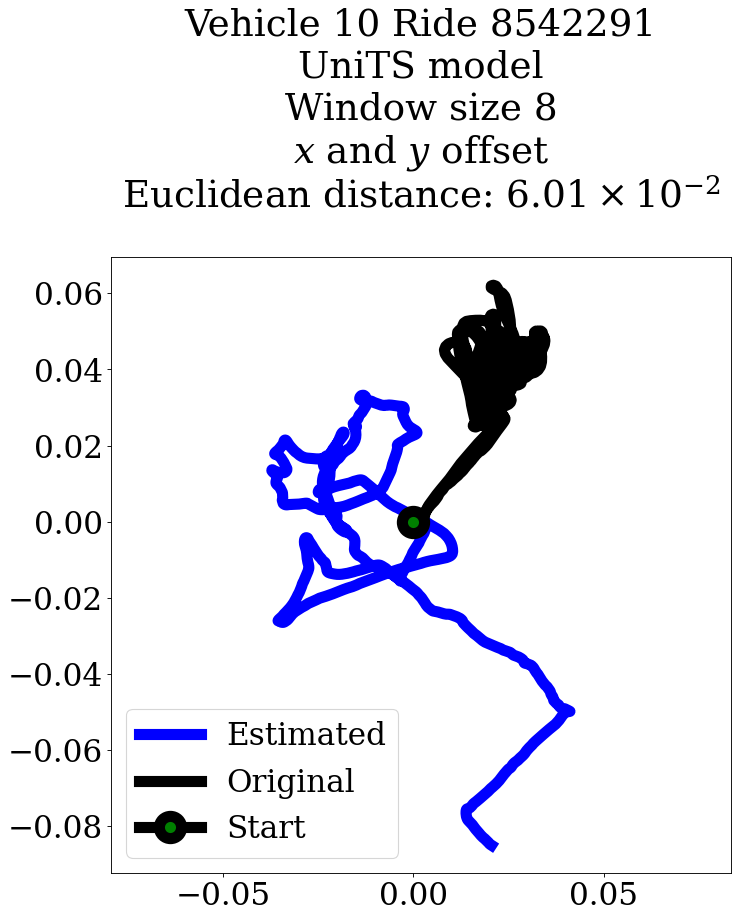 Vehicle 10 Ride 8542291
UniTS model
Window size 8
x and y offset
Euclidean distance: 6.01 × 10⁻²
0.06
0.04
0.02
0.00
−0.02
−0.04
−0.06
−0.08
Estimated
Original
Start
−0.05 0.00 0.05